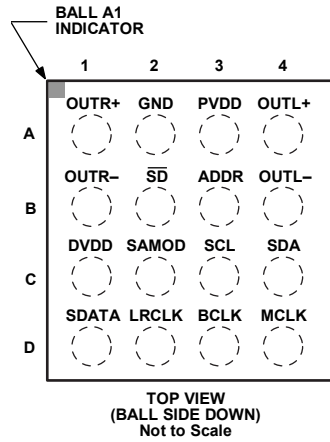 BALL A1
INDICATOR
1 2 3 4
A OUTR+ GND PVDD OUTL+
B OUTR– S̅D̅ ADDR OUTL–
C DVDD SAMOD SCL SDA
D SDATA LRCLK BCLK MCLK
TOP VIEW
(BALL SIDE DOWN)
Not to Scale